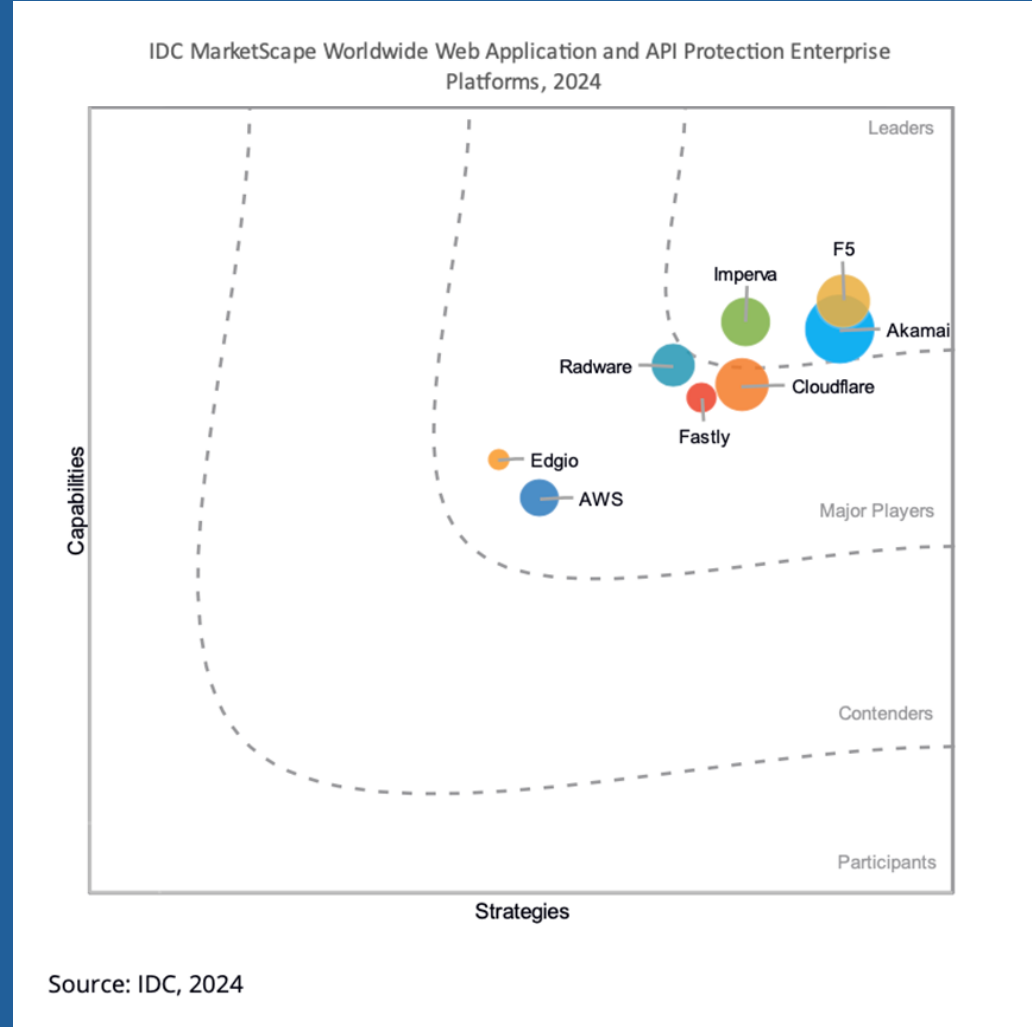 IDC MarketScape Worldwide Web Application and API Protection Enterprise
Platforms, 2024
Leaders
F5
Imperva
Akamai
Radware
Cloudflare
Fastly
Edgio
AWS
Major Players
Capabilities
Contenders
Participants
Strategies
Source: IDC, 2024